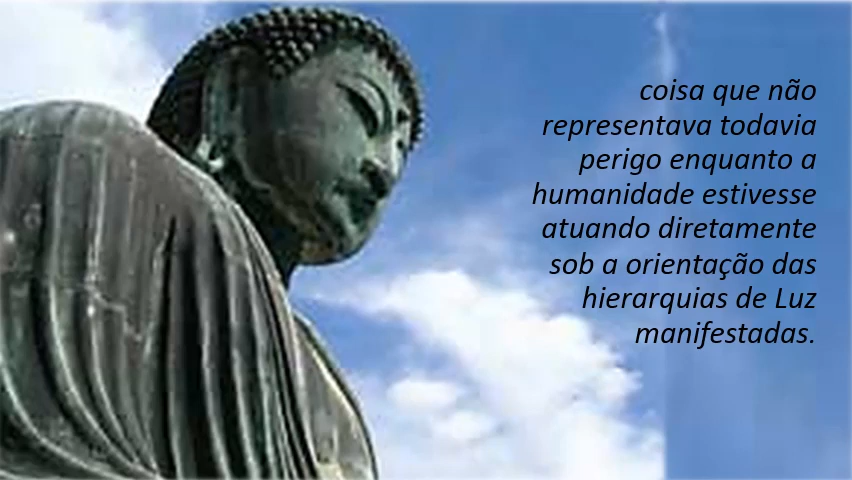 coisa que não
representava todavia
perigo enquanto a
humanidade estivesse
atuando diretamente
sob a orientação das
hierarquias de Luz
manifestadas.